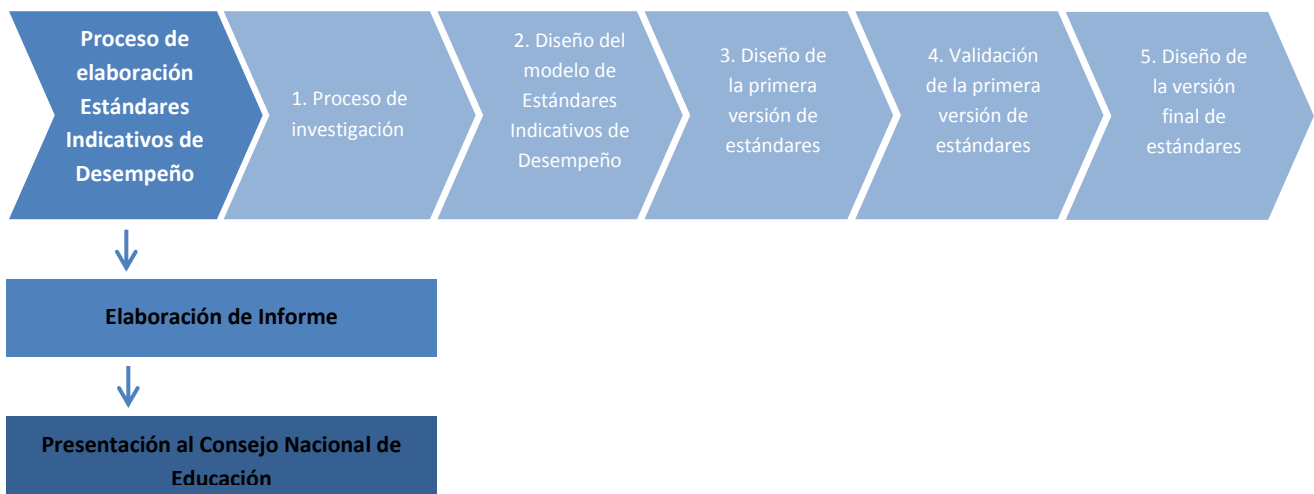 Proceso de
elaboración
Estándares
Indicativos de
Desempeño
1. Proceso de
investigación
2. Diseño del
modelo de
Estándares
Indicativos de
Desempeño
3. Diseño de
la primera
versión de
estándares
4. Validación
de la primera
versión de
estándares
5. Diseño de
la versión
final de
estándares
Elaboración de Informe
Presentación al Consejo Nacional de
Educación